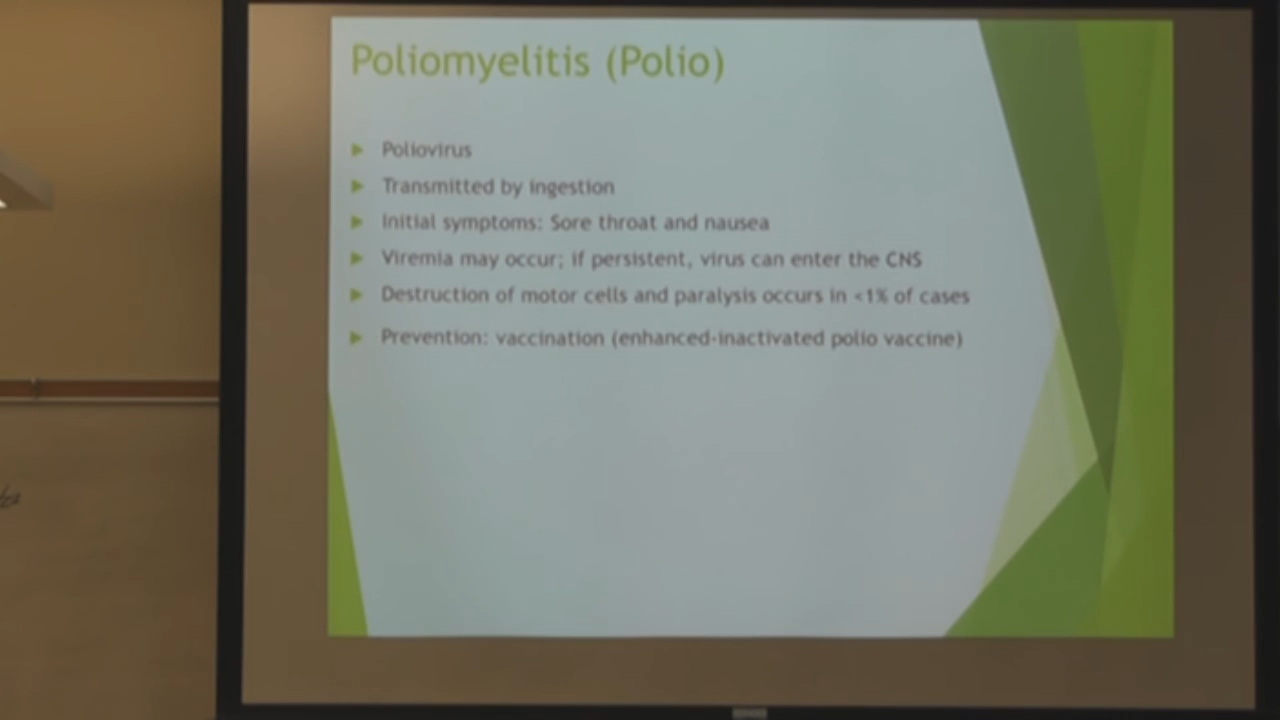 Poliomyelitis (Polio)
Poliovirus
Transmitted by ingestion
Initial symptoms: Sore throat and nausea
Viremia may occur; if persistent, virus can enter the CNS
Destruction of motor cells and paralysis occurs in <1% of cases
Prevention: vaccination (enhanced-inactivated polio vaccine)